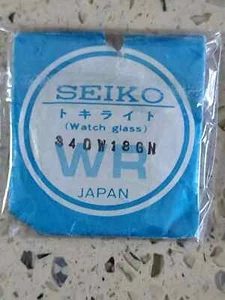 SEIKO
トキライト
(Watch glass)
340W18GN
WR
JAPAN